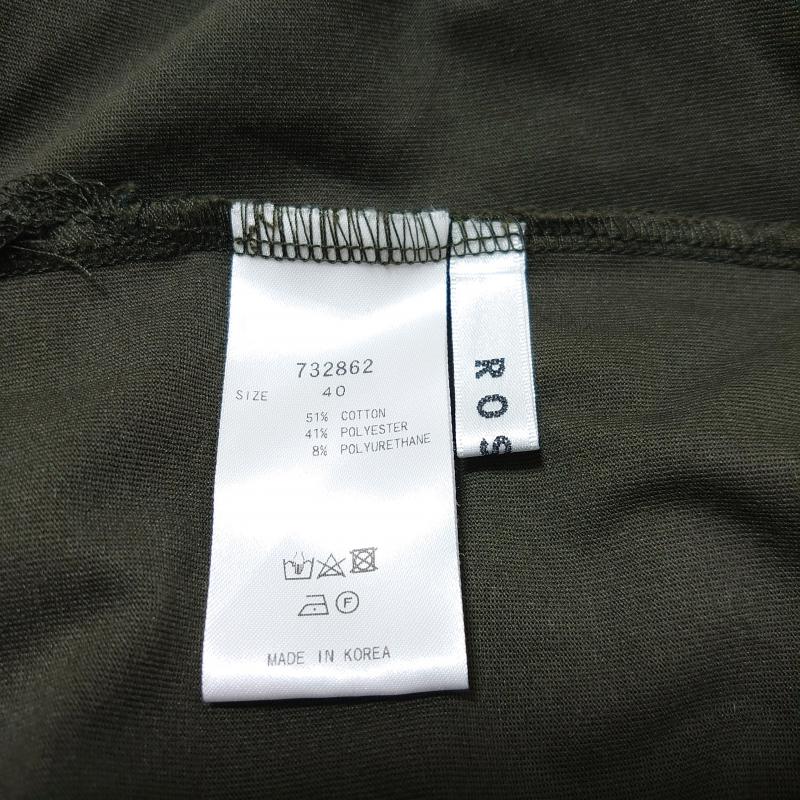 732862
SIZE 40
51% COTTON
41% POLYESTER
8% POLYURETHANE
F
MADE IN KOREA
ROS